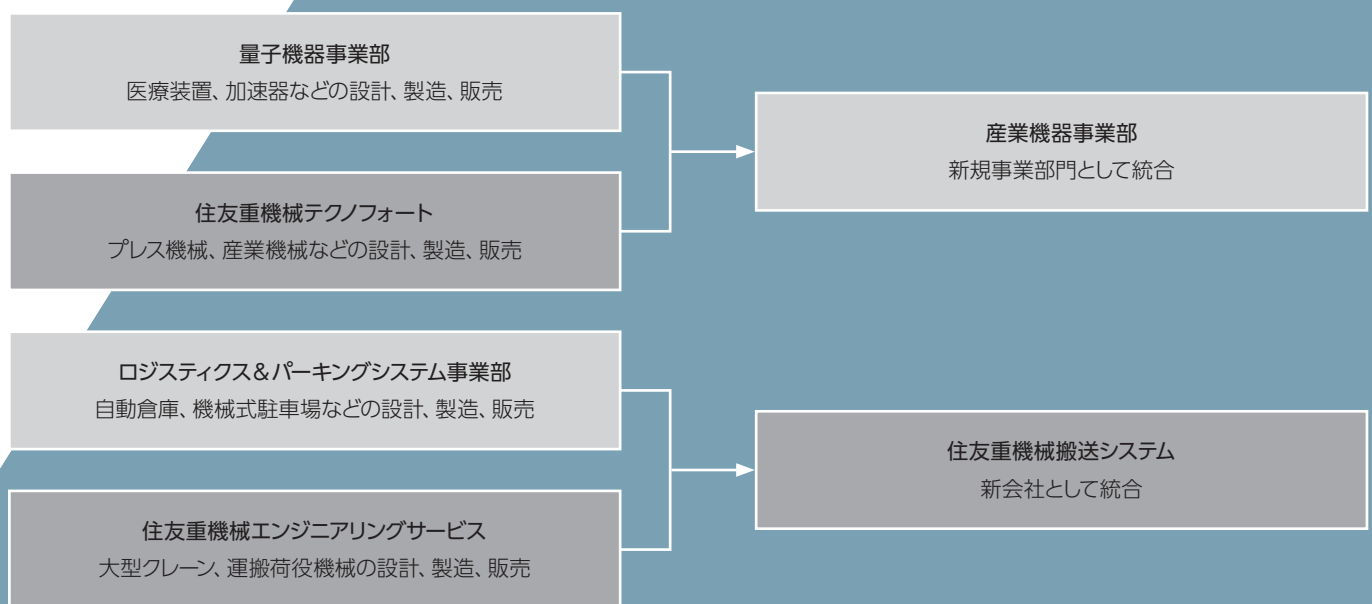 量子機器事業部
医療装置、加速器などの設計、製造、販売
住友重機械テクノフォート
プレス機械、産業機械などの設計、製造、販売
産業機器事業部
新規事業部門として統合
ロジスティクス&パーキングシステム事業部
自動倉庫、機械式駐車場などの設計、製造、販売
住友重機械エンジニアリングサービス
大型クレーン、運搬荷役機械の設計、製造、販売
住友重機械搬送システム
新会社として統合